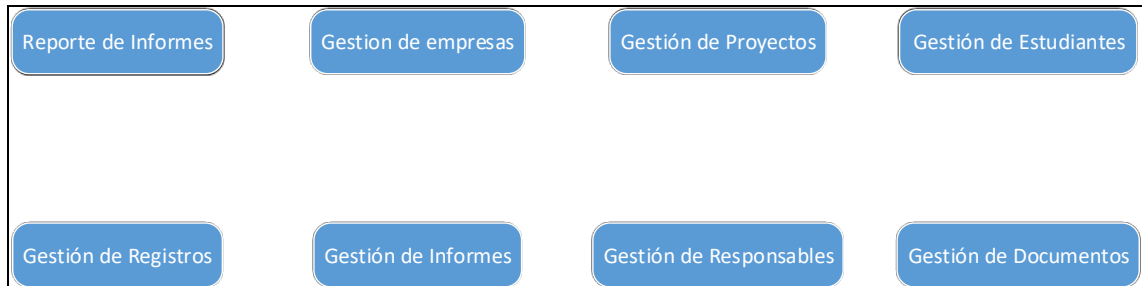 Reporte de Informes
Gestion de empresas
Gestión de Proyectos
Gestión de Estudiantes
Gestión de Registros
Gestión de Informes
Gestión de Responsables
Gestión de Documentos